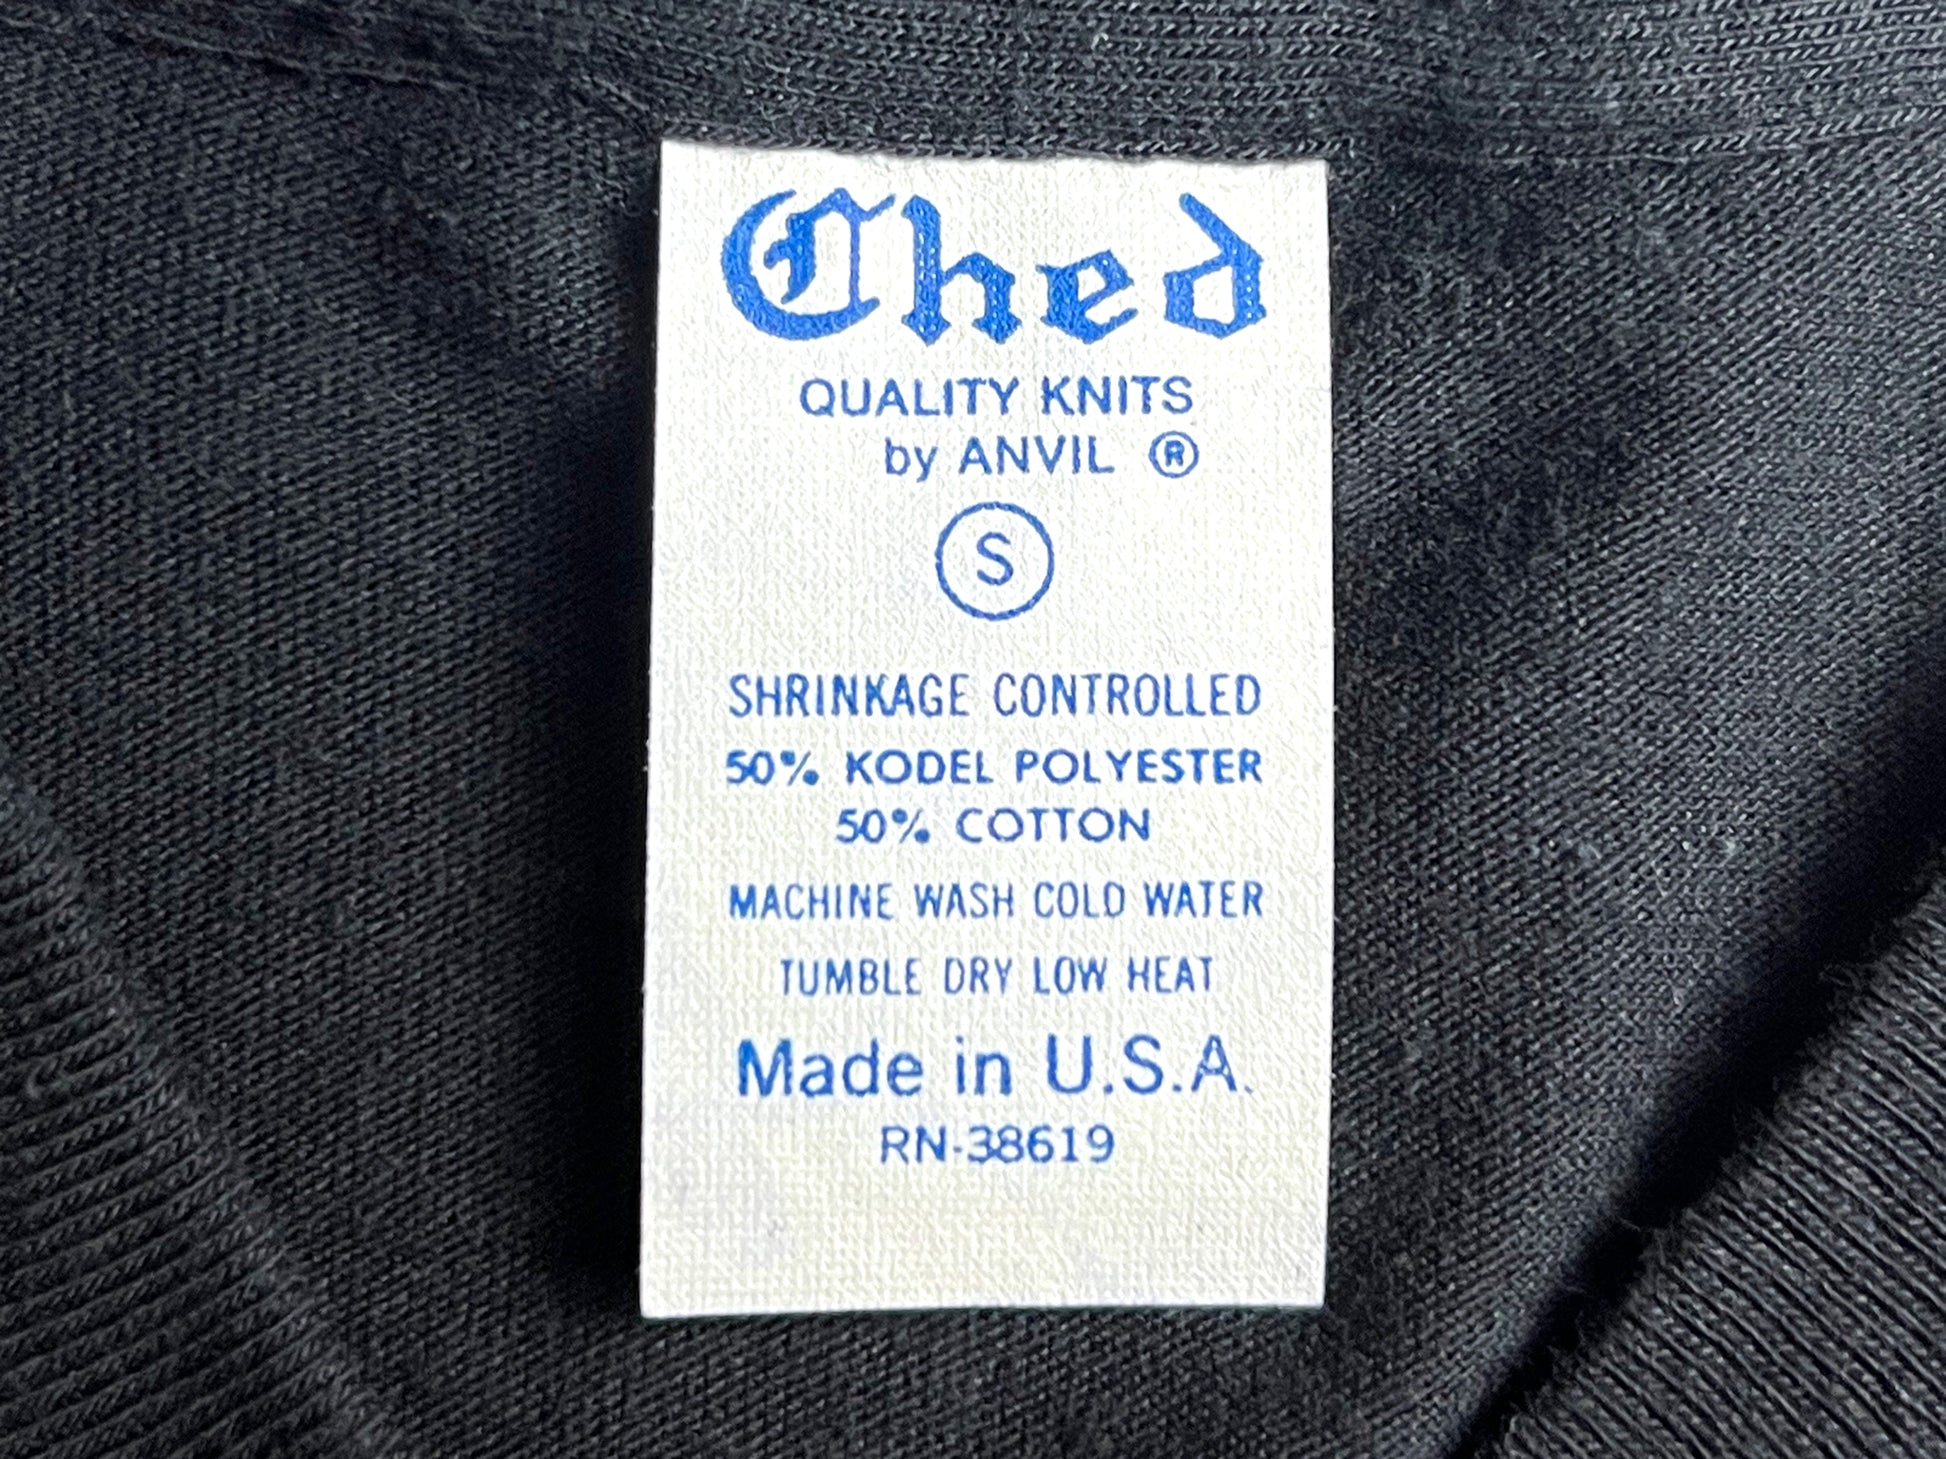 Ched
QUALITY KNITS
by ANVIL ®
S
SHRINKAGE CONTROLLED
50% KODEL POLYESTER
50% COTTON
MACHINE WASH COLD WATER
TUMBLE DRY LOW HEAT
Made in U.S.A.
RN-38619